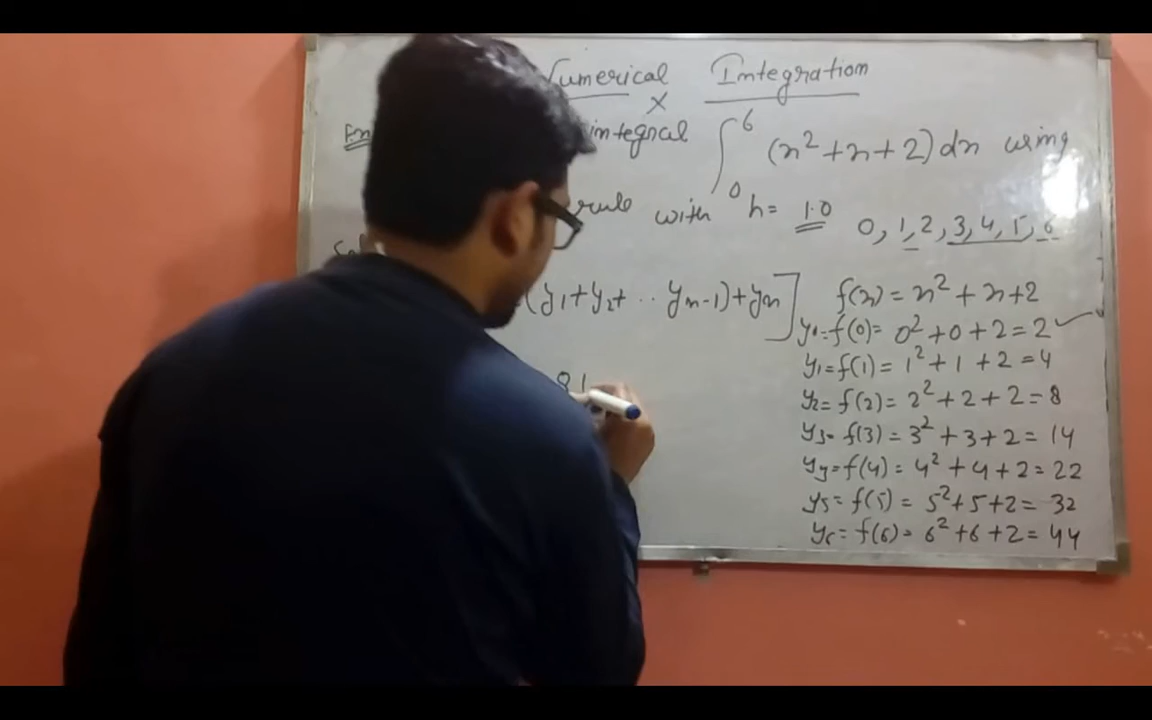 Numerical Integration
x
integral ∫₀⁶ (x² + x + 2) dx using
rule with h = 1.0
0, 1, 2, 3, 4, 5, 6
(y₁ + y₂ + .. yₙ₋₁) + yₙ]
f(x) = x² + x + 2
y₀ = f(0) = 0² + 0 + 2 = 2 ✓
y₁ = f(1) = 1² + 1 + 2 = 4
y₂ = f(2) = 2² + 2 + 2 = 8
y₃ = f(3) = 3² + 3 + 2 = 14
y₄ = f(4) = 4² + 4 + 2 = 22
y₅ = f(5) = 5² + 5 + 2 = 32
y₆ = f(6) = 6² + 6 + 2 = 44